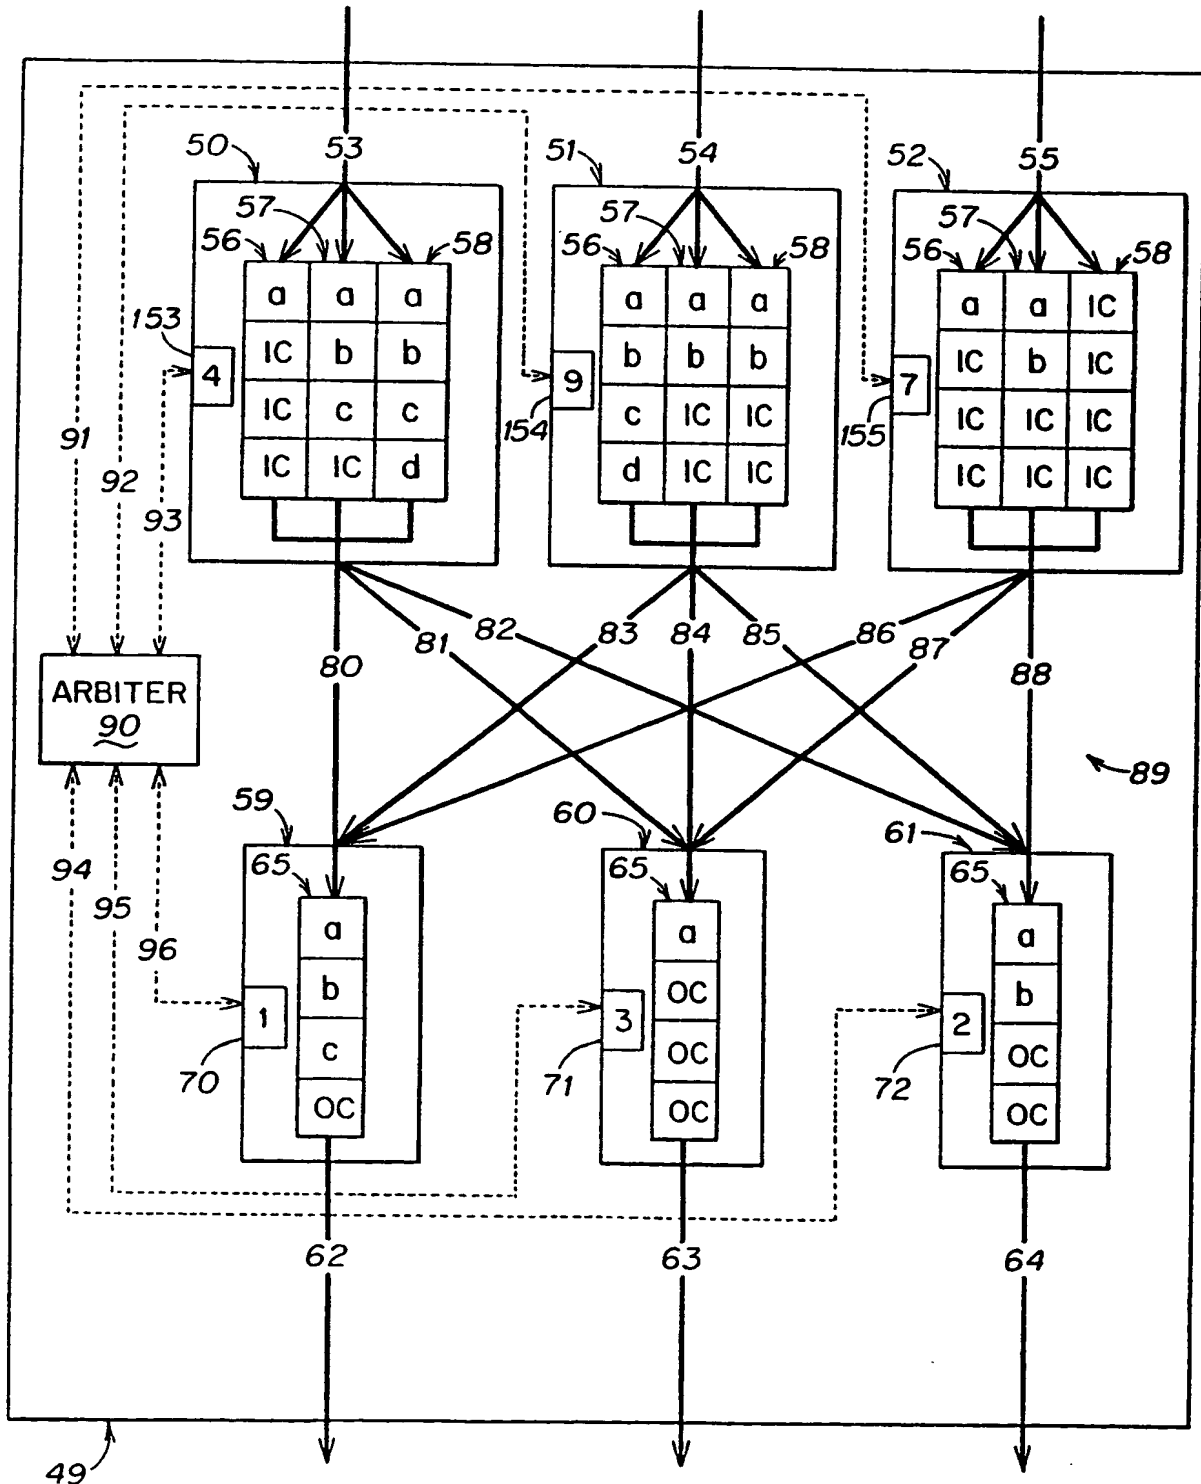 50 53 51 54 52 55
57 57 57
56 58 56 58 56 58
a a a a a a a a IC
153
IC b b b b b IC b IC
4 9 7
IC c c c IC IC IC IC IC
91 154 155
IC IC d d IC IC IC IC IC
92
93
82 83 84 85 86
81 87
80 88
ARBITER
90
89
59 60 61
94 65 65 65
95 a a a
96
b OC b
1 3 2
c OC OC
70 71 72
OC OC OC
62 63 64
49